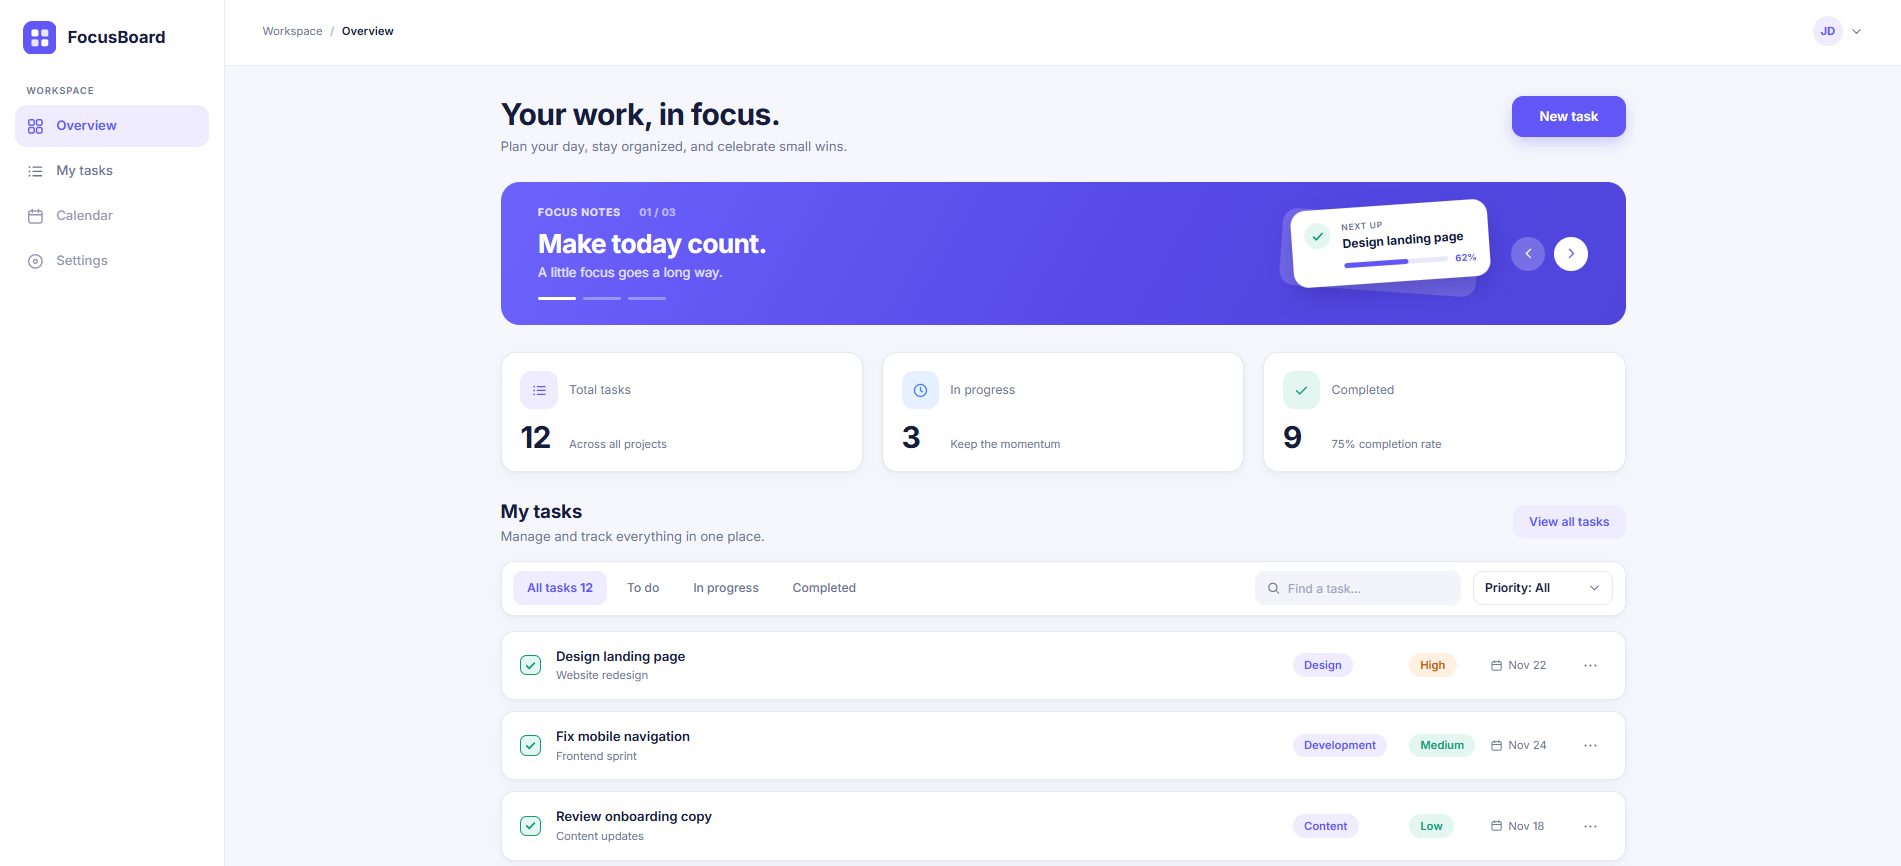 FocusBoard
WORKSPACE
Overview
My tasks
Calendar
Settings
Workspace / Overview
JD
Your work, in focus.
Plan your day, stay organized, and celebrate small wins.
New task
FOCUS NOTES 01 / 03
Make today count.
A little focus goes a long way.
NEXT UP
Design landing page
62%
Total tasks
12 Across all projects
In progress
3 Keep the momentum
Completed
9 75% completion rate
My tasks
Manage and track everything in one place.
View all tasks
All tasks 12 To do In progress Completed Find a task... Priority: All
Design landing page
Website redesign
Design High Nov 22
Fix mobile navigation
Frontend sprint
Development Medium Nov 24
Review onboarding copy
Content updates
Content Low Nov 18